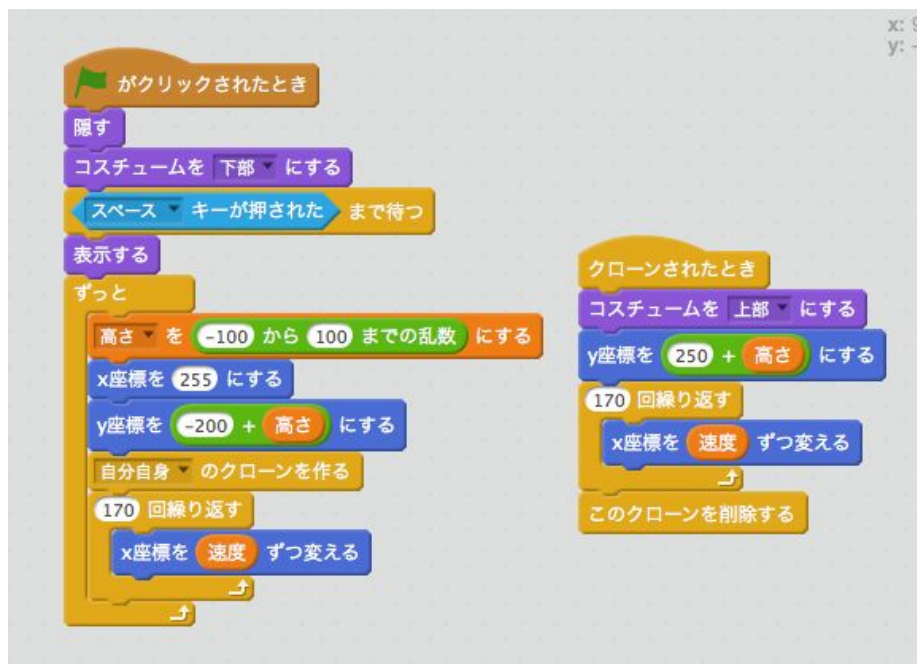 x: 9
y: -
がクリックされたとき
隠す
コスチュームを 下部 にする
スペース キーが押された まで待つ
表示する
ずっと
高さ を -100 から 100 までの乱数 にする
x座標を 255 にする
y座標を -200 + 高さ にする
自分自身 のクローンを作る
170 回繰り返す
x座標を 速度 ずつ変える
クローンされたとき
コスチュームを 上部 にする
y座標を 250 + 高さ にする
170 回繰り返す
x座標を 速度 ずつ変える
このクローンを削除する